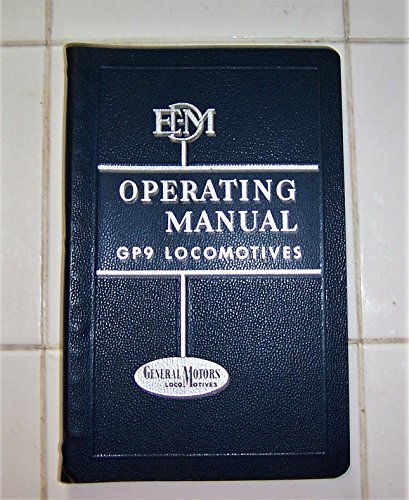 EMD
OPERATING
MANUAL
GP9 LOCOMOTIVES
GENERAL MOTORS
LOCOMOTIVES